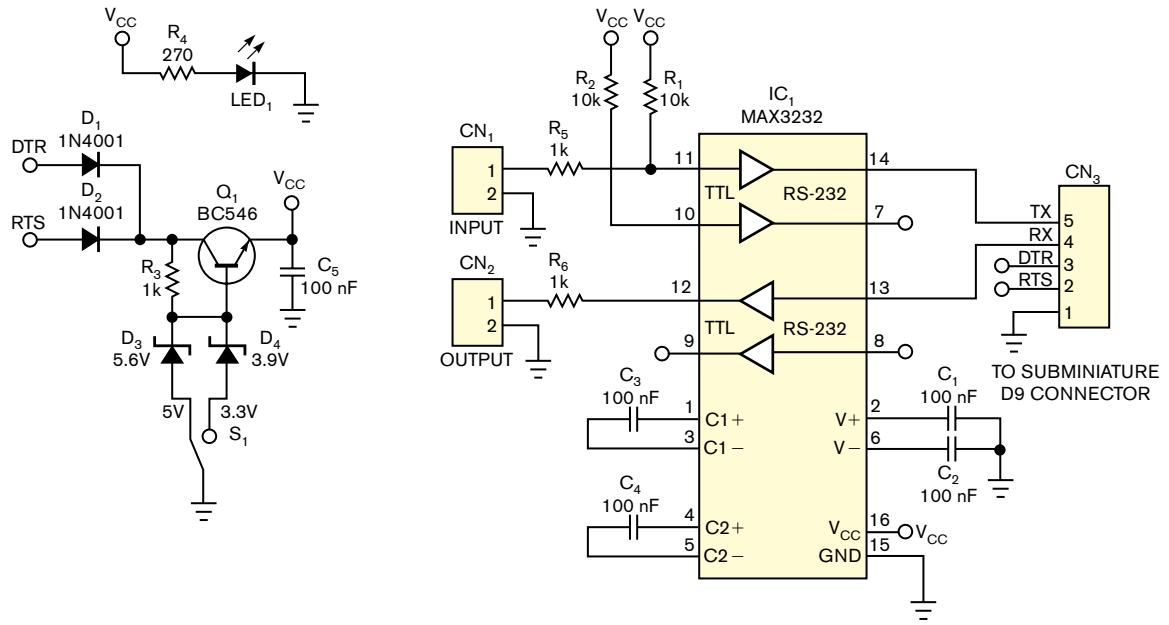 VCC
R4
270
LED1
D1
1N4001
DTR
D2
1N4001
RTS
Q1
BC546
VCC
R3
1k
C5
100 nF
D3
5.6V
D4
3.9V
5V
3.3V
S1
VCC VCC
R2
10k
R1
10k
IC1
MAX3232
CN1
1
2
INPUT
R5
1k
11
TTL
RS-232
14
10
7
CN2
1
2
OUTPUT
R6
1k
12
TTL
RS-232
13
9
8
CN3
TX
5
RX
4
DTR
3
RTS
2
1
TO SUBMINIATURE
D9 CONNECTOR
C3
100 nF
1
C1+
3
C1−
C4
100 nF
4
C2+
5
C2−
V+
2
V−
6
C1
100 nF
C2
100 nF
VCC
16
VCC
GND
15